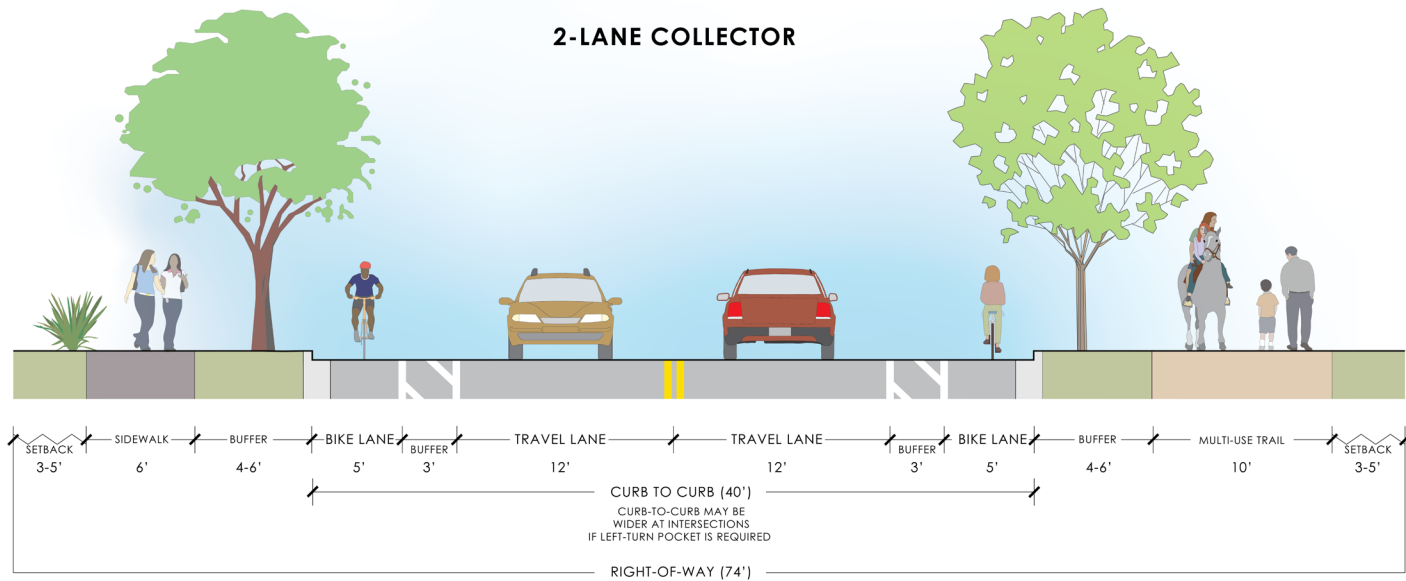 2-LANE COLLECTOR
SETBACK SIDEWALK BUFFER BIKE LANE BUFFER TRAVEL LANE TRAVEL LANE BUFFER BIKE LANE BUFFER MULTI-USE TRAIL SETBACK
3-5' 6' 4-6' 5' 3' 12' 12' 3' 5' 4-6' 10' 3-5'
CURB TO CURB (40')
CURB-TO-CURB MAY BE
WIDER AT INTERSECTIONS
IF LEFT-TURN POCKET IS REQUIRED
RIGHT-OF-WAY (74')